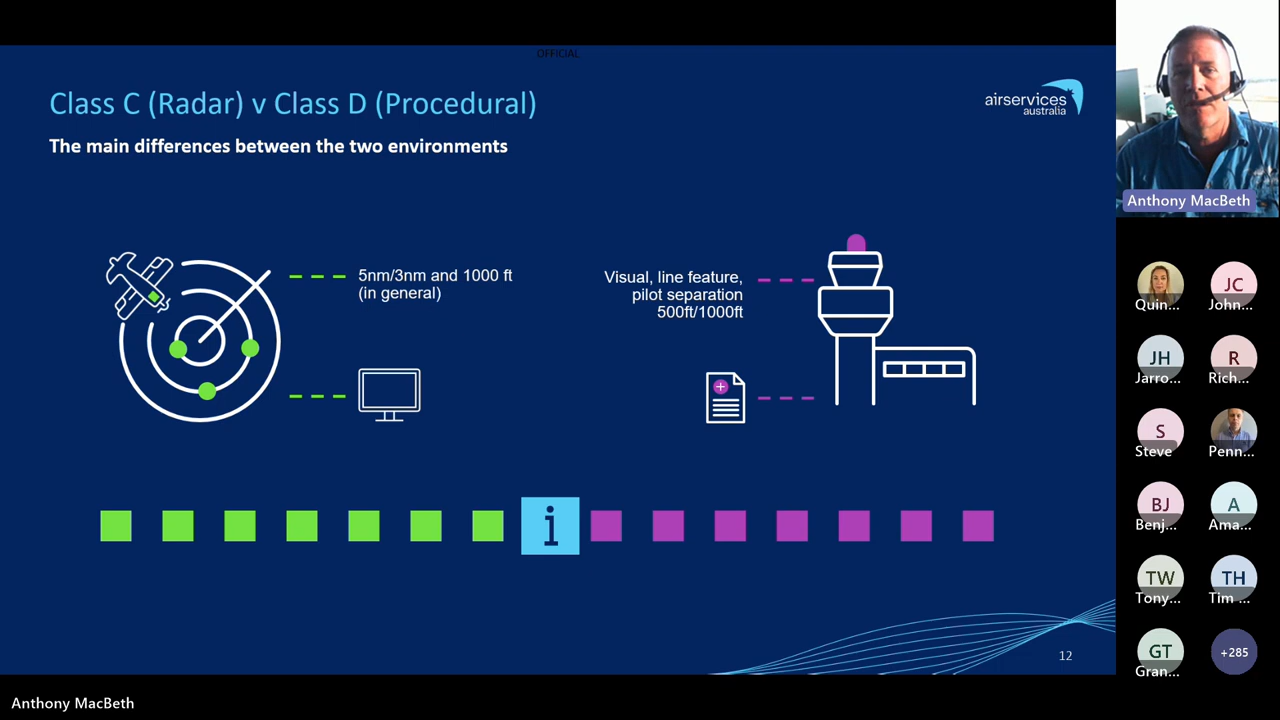 OFFICIAL
Class C (Radar) v Class D (Procedural)
The main differences between the two environments
airservices
australia
5nm/3nm and 1000 ft
(in general)
Visual, line feature,
pilot separation
500ft/1000ft
i
12
Anthony MacBeth
Quin...
JC
John...
JH
Jarro...
R
Rich...
S
Steve
Penn...
BJ
Benj...
A
Ama...
TW
Tony...
TH
Tim ...
GT
Gran...
+285
Anthony MacBeth